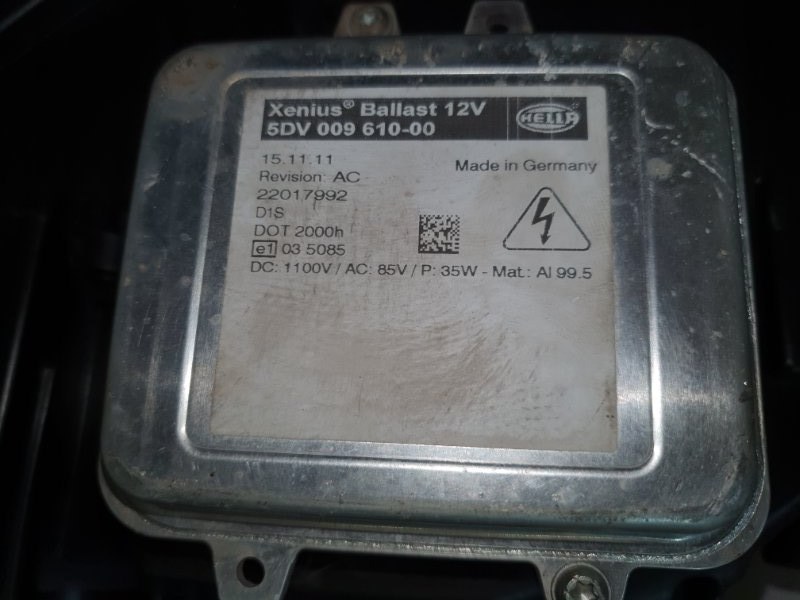 Xenius® Ballast 12V
5DV 009 610-00
HELLA
15.11.11
Made in Germany
Revision: AC
22017992
D1S
DOT 2000h
e1 03 5085
DC: 1100V / AC: 85V / P: 35W - Mat.: Al 99.5